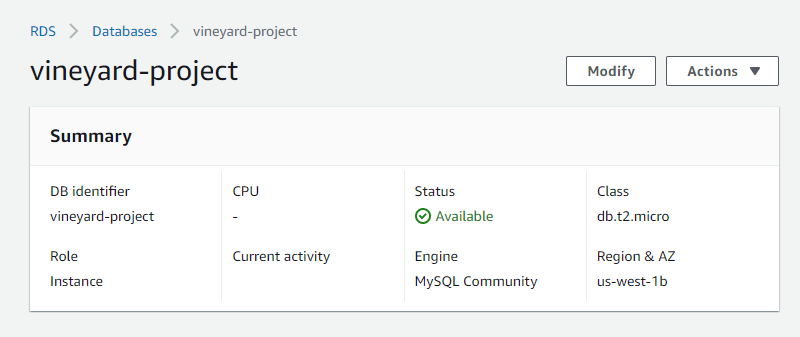 RDS > Databases > vineyard-project
vineyard-project
Modify
Actions
Summary
DB identifier
vineyard-project
CPU
-
Status
Available
Class
db.t2.micro
Role
Instance
Current activity
Engine
MySQL Community
Region & AZ
us-west-1b